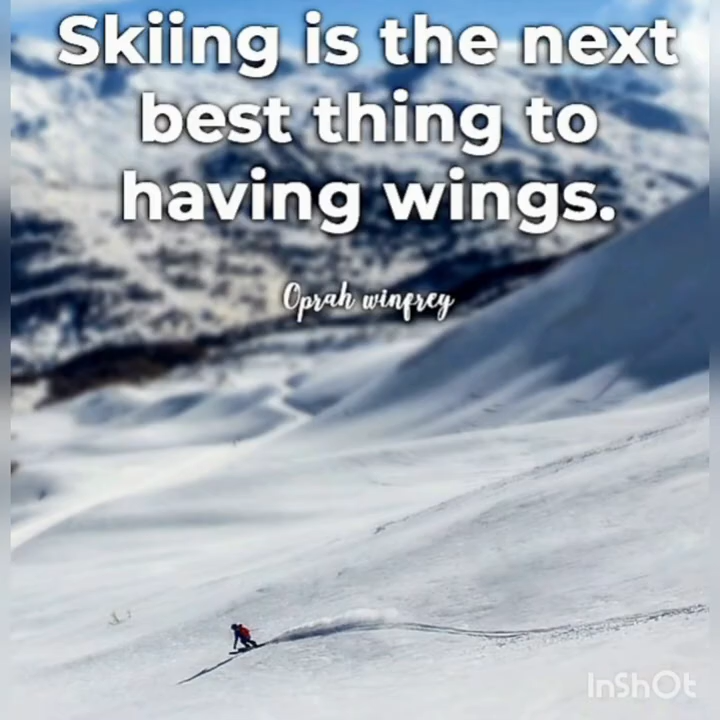 Skiing is the next
best thing to
having wings.
Oprah winfrey
InShOt